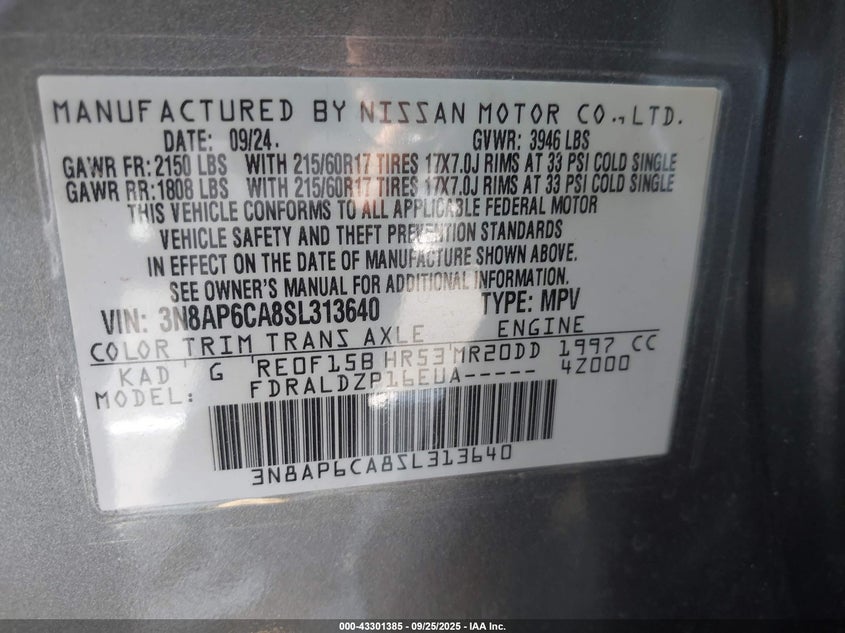 MANUFACTURED BY NISSAN MOTOR CO.,LTD.
DATE: 09/24. GVWR: 3946 LBS
GAWR FR: 2150 LBS WITH 215/60R17 TIRES 17X7.0J RIMS AT 33 PSI COLD SINGLE
GAWR RR: 1808 LBS WITH 215/60R17 TIRES 17X7.0J RIMS AT 33 PSI COLD SINGLE
THIS VEHICLE CONFORMS TO ALL APPLICABLE FEDERAL MOTOR
VEHICLE SAFETY AND THEFT PREVENTION STANDARDS
IN EFFECT ON THE DATE OF MANUFACTURE SHOWN ABOVE.
SEE OWNER'S MANUAL FOR ADDITIONAL INFORMATION.
VIN: 3N8AP6CA8SL313640 TYPE: MPV
COLOR TRIM TRANS AXLE ENGINE
KAD G RE0F15B HR53 MR20DD 1997 CC
MODEL: FDRALDZP16EUA----- 4Z000
3N8AP6CA8SL313640
000-43301385 - 09/25/2025 - IAA Inc.